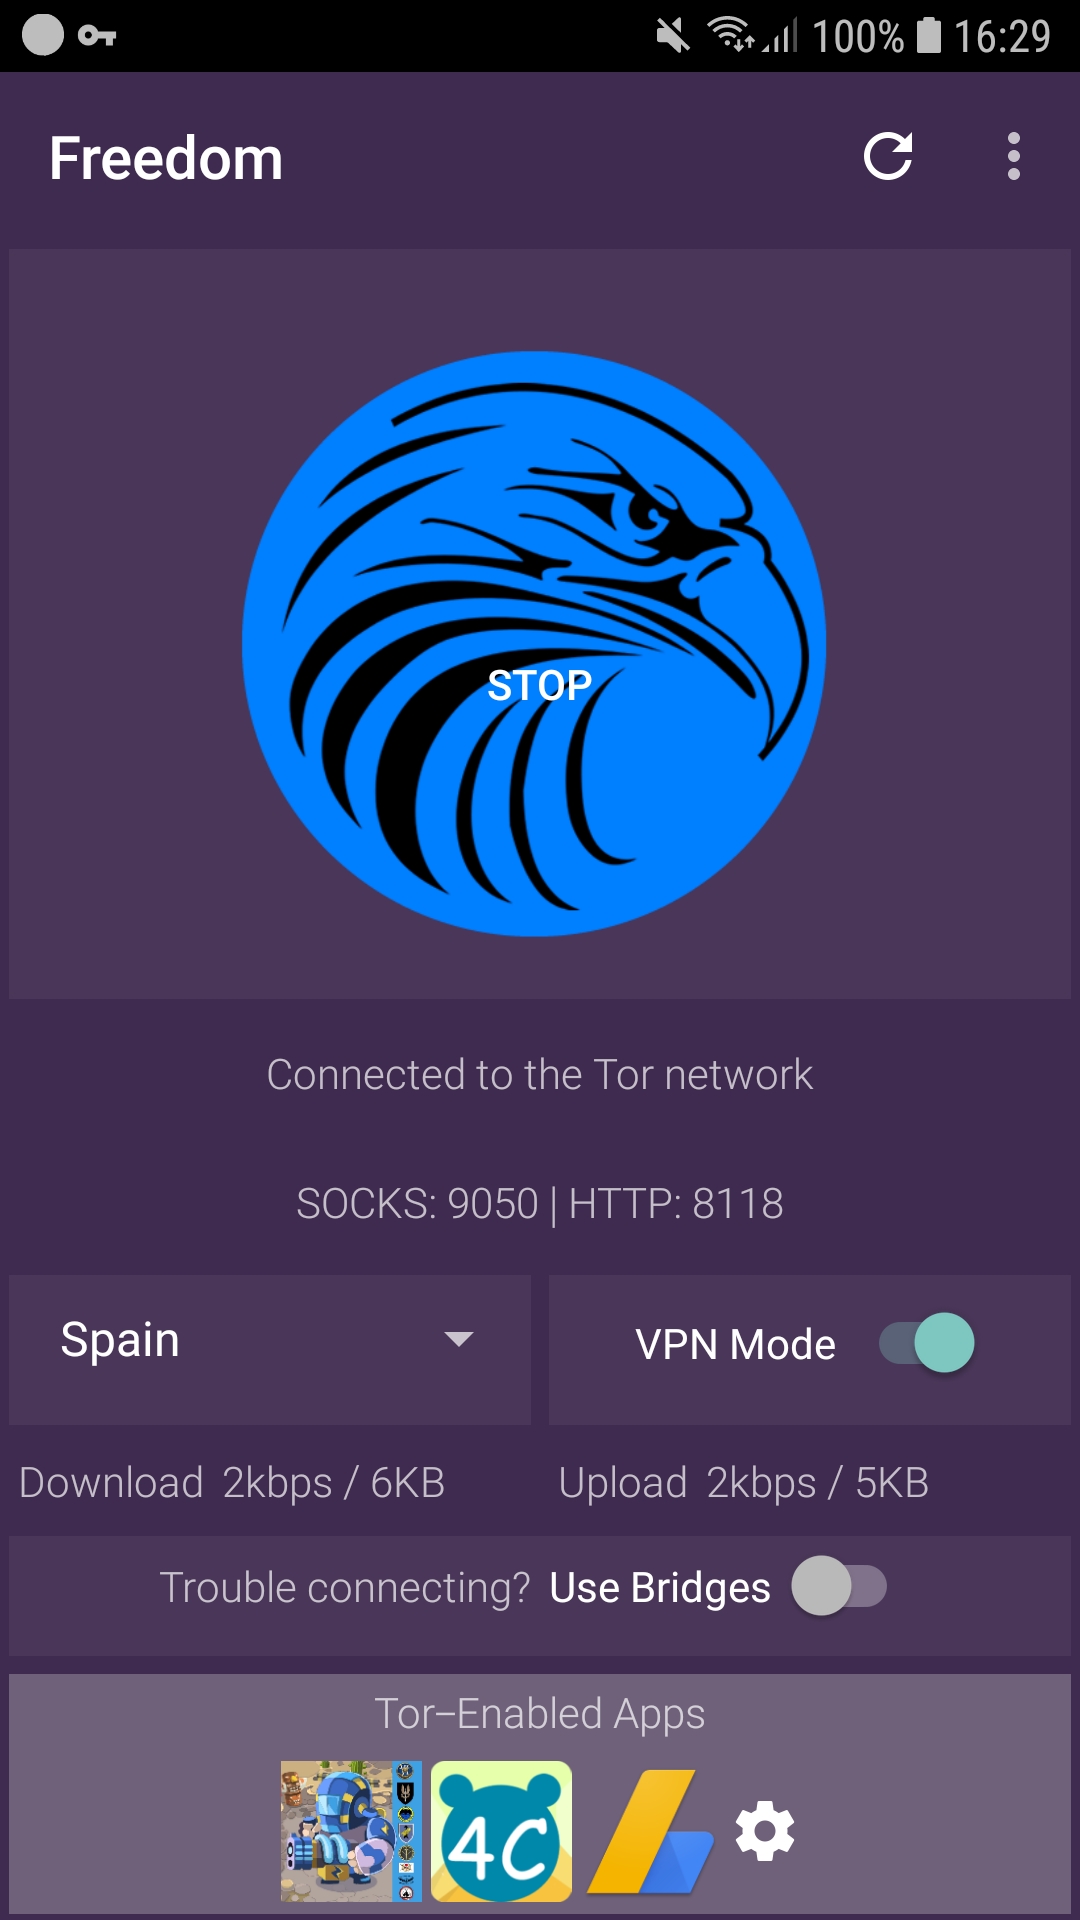 100% 16:29
Freedom
STOP
Connected to the Tor network
SOCKS: 9050 | HTTP: 8118
Spain
VPN Mode
Download 2kbps / 6KB
Upload 2kbps / 5KB
Trouble connecting? Use Bridges
Tor–Enabled Apps
4C